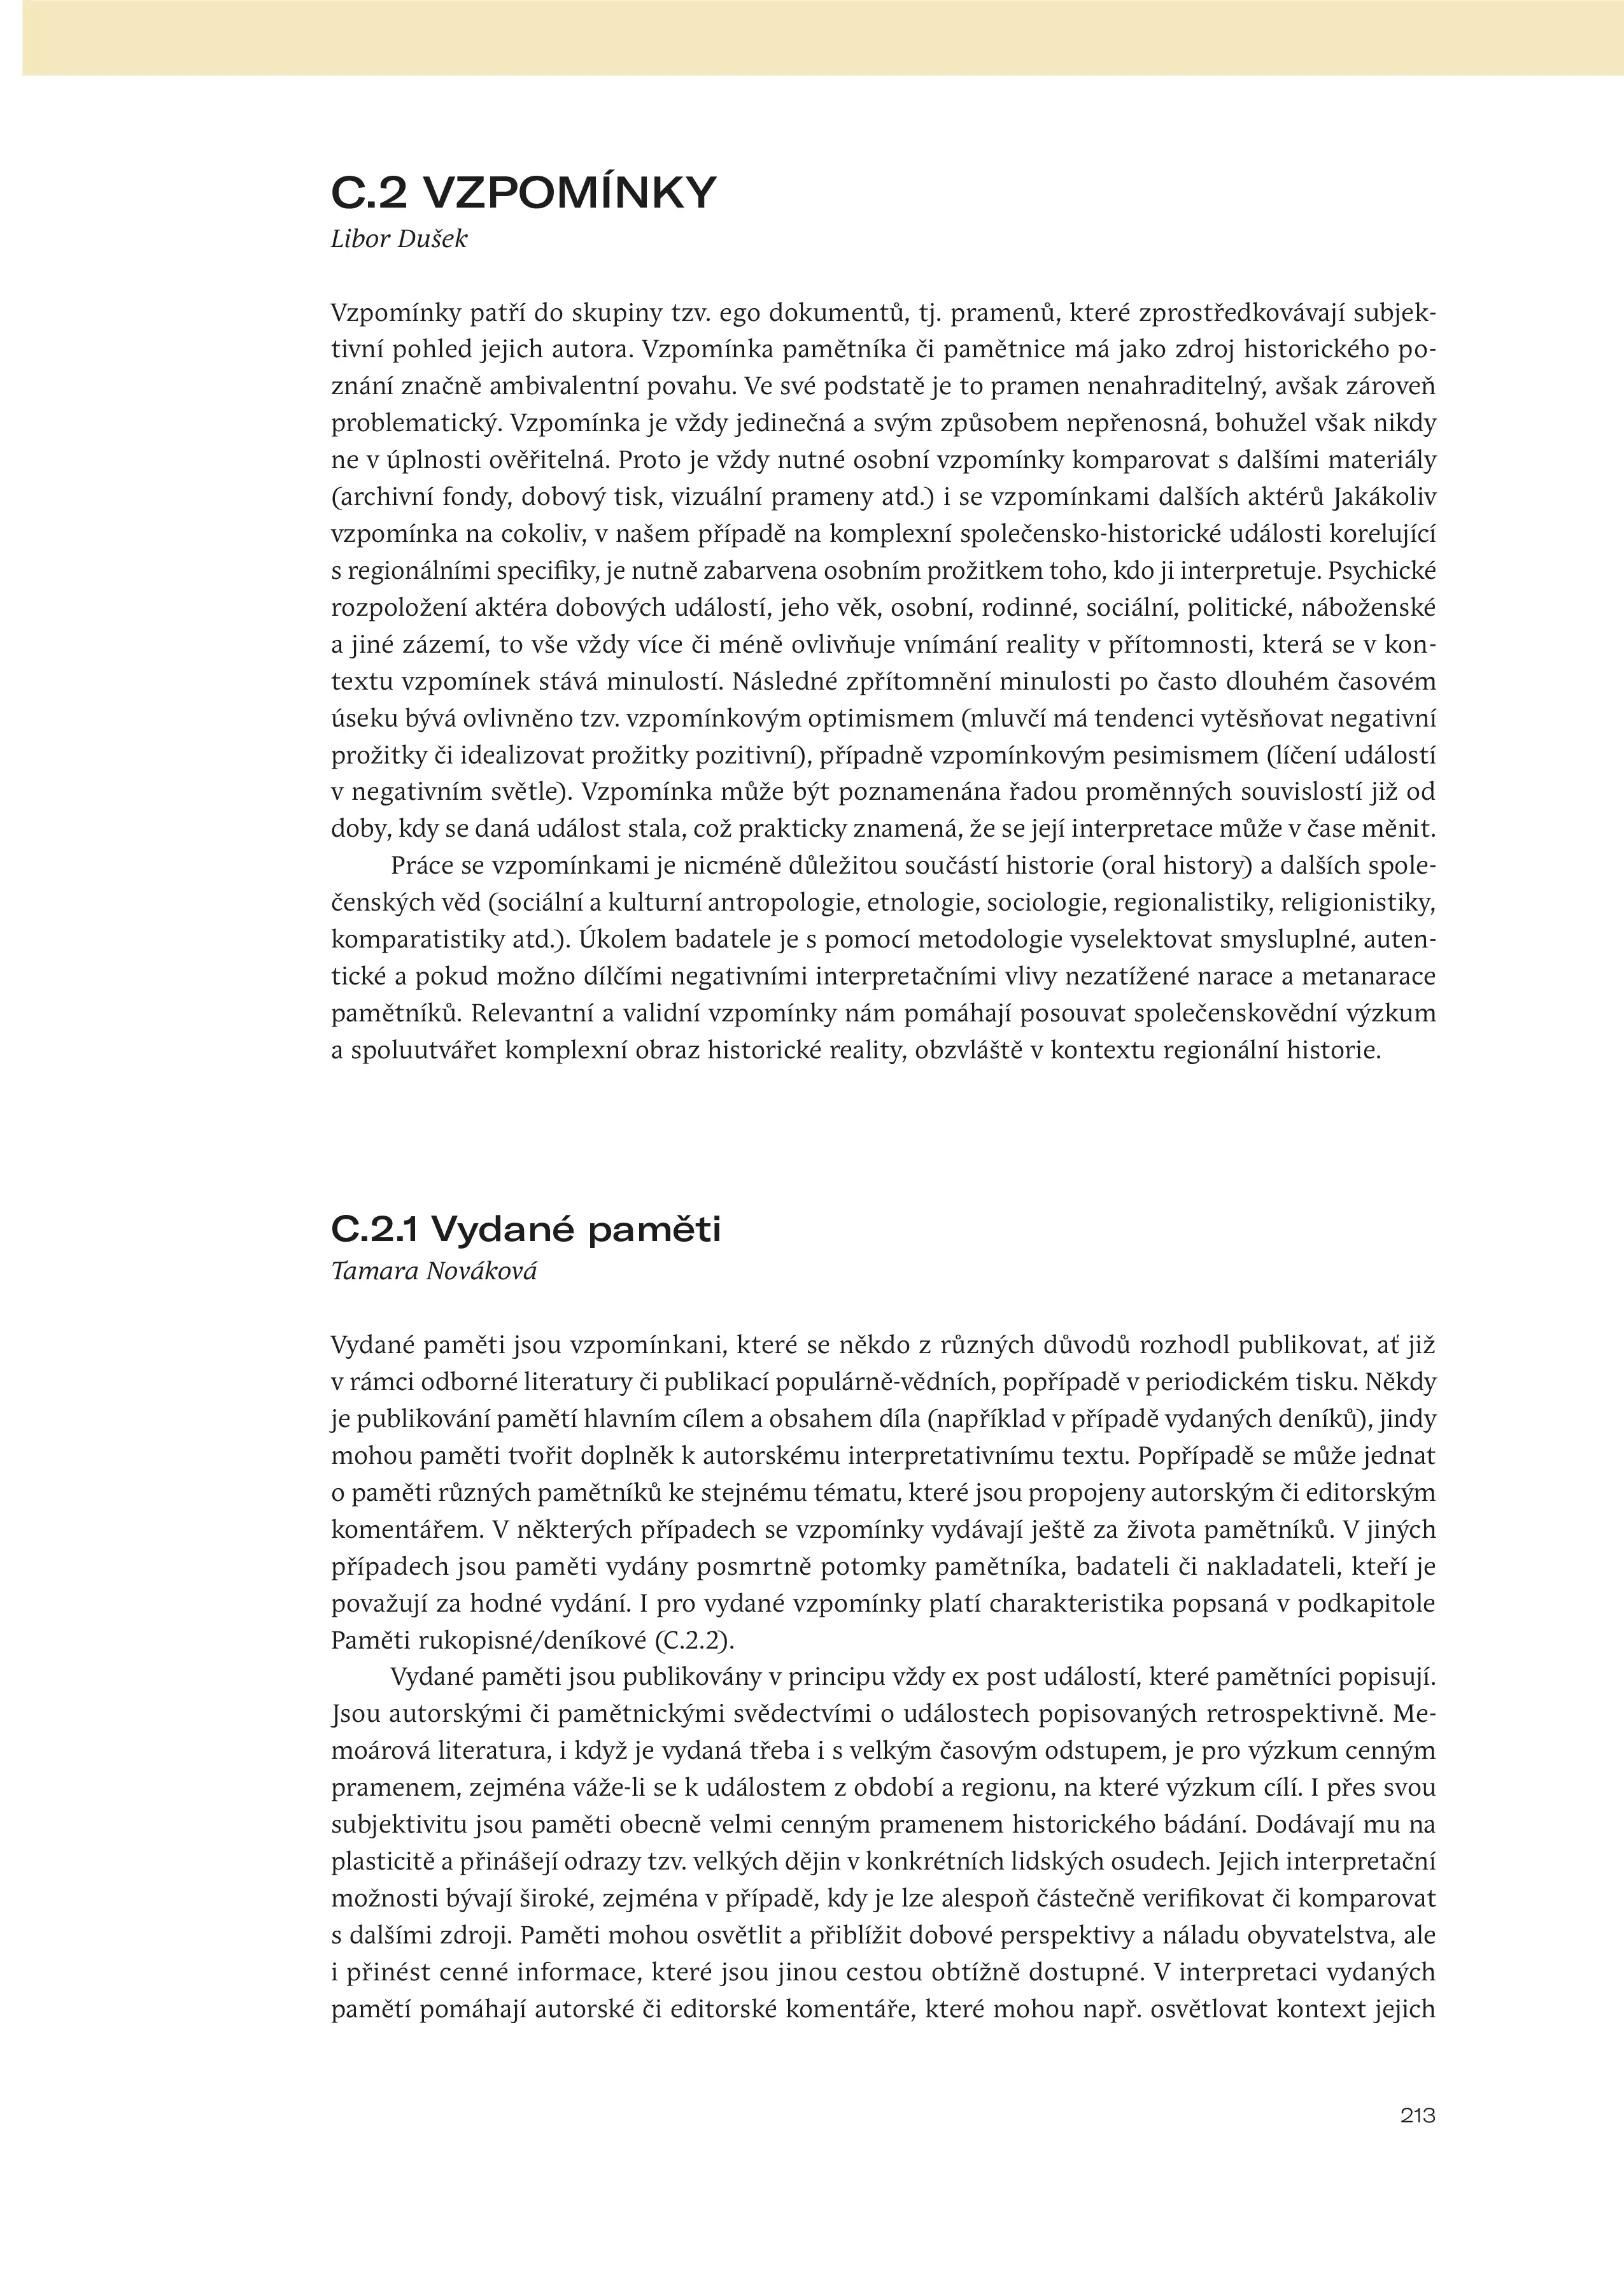 C.2 VZPOMÍNKY
Libor Dušek
Vzpomínky patří do skupiny tzv. ego dokumentů, tj. pramenů, které zprostředkovávají subjek-
tivní pohled jejich autora. Vzpomínka pamětníka či pamětnice má jako zdroj historického po-
znání značně ambivalentní povahu. Ve své podstatě je to pramen nenahraditelný, avšak zároveň
problematický. Vzpomínka je vždy jedinečná a svým způsobem nepřenosná, bohužel však nikdy
ne v úplnosti ověřitelná. Proto je vždy nutné osobní vzpomínky komparovat s dalšími materiály
(archivní fondy, dobový tisk, vizuální prameny atd.) i se vzpomínkami dalších aktérů Jakákoliv
vzpomínka na cokoliv, v našem případě na komplexní společensko-historické události korelující
s regionálními specifiky, je nutně zabarvena osobním prožitkem toho, kdo ji interpretuje. Psychické
rozpoložení aktéra dobových událostí, jeho věk, osobní, rodinné, sociální, politické, náboženské
a jiné zázemí, to vše vždy více či méně ovlivňuje vnímání reality v přítomnosti, která se v kon-
textu vzpomínek stává minulostí. Následné zpřítomnění minulosti po často dlouhém časovém
úseku bývá ovlivněno tzv. vzpomínkovým optimismem (mluvčí má tendenci vytěsňovat negativní
prožitky či idealizovat prožitky pozitivní), případně vzpomínkovým pesimismem (líčení událostí
v negativním světle). Vzpomínka může být poznamenána řadou proměnných souvislostí již od
doby, kdy se daná událost stala, což prakticky znamená, že se její interpretace může v čase měnit.
Práce se vzpomínkami je nicméně důležitou součástí historie (oral history) a dalších spole-
čenských věd (sociální a kulturní antropologie, etnologie, sociologie, regionalistiky, religionistiky,
komparatistiky atd.). Úkolem badatele je s pomocí metodologie vyselektovat smysluplné, auten-
tické a pokud možno dílčími negativními interpretačními vlivy nezatížené narace a metanarace
pamětníků. Relevantní a validní vzpomínky nám pomáhají posouvat společenskovědní výzkum
a spoluutvářet komplexní obraz historické reality, obzvláště v kontextu regionální historie.
C.2.1 Vydané paměti
Tamara Nováková
Vydané paměti jsou vzpomínkani, které se někdo z různých důvodů rozhodl publikovat, ať již
v rámci odborné literatury či publikací populárně-vědních, popřípadě v periodickém tisku. Někdy
je publikování pamětí hlavním cílem a obsahem díla (například v případě vydaných deníků), jindy
mohou paměti tvořit doplněk k autorskému interpretativnímu textu. Popřípadě se může jednat
o paměti různých pamětníků ke stejnému tématu, které jsou propojeny autorským či editorským
komentářem. V některých případech se vzpomínky vydávají ještě za života pamětníků. V jiných
případech jsou paměti vydány posmrtně potomky pamětníka, badateli či nakladateli, kteří je
považují za hodné vydání. I pro vydané vzpomínky platí charakteristika popsaná v podkapitole
Paměti rukopisné/deníkové (C.2.2).
Vydané paměti jsou publikovány v principu vždy ex post událostí, které pamětníci popisují.
Jsou autorskými či pamětnickými svědectvími o událostech popisovaných retrospektivně. Me-
moárová literatura, i když je vydaná třeba i s velkým časovým odstupem, je pro výzkum cenným
pramenem, zejména váže-li se k událostem z období a regionu, na které výzkum cílí. I přes svou
subjektivitu jsou paměti obecně velmi cenným pramenem historického bádání. Dodávají mu na
plasticitě a přinášejí odrazy tzv. velkých dějin v konkrétních lidských osudech. Jejich interpretační
možnosti bývají široké, zejména v případě, kdy je lze alespoň částečně verifikovat či komparovat
s dalšími zdroji. Paměti mohou osvětlit a přiblížit dobové perspektivy a náladu obyvatelstva, ale
i přinést cenné informace, které jsou jinou cestou obtížně dostupné. V interpretaci vydaných
pamětí pomáhají autorské či editorské komentáře, které mohou např. osvětlovat kontext jejich
213